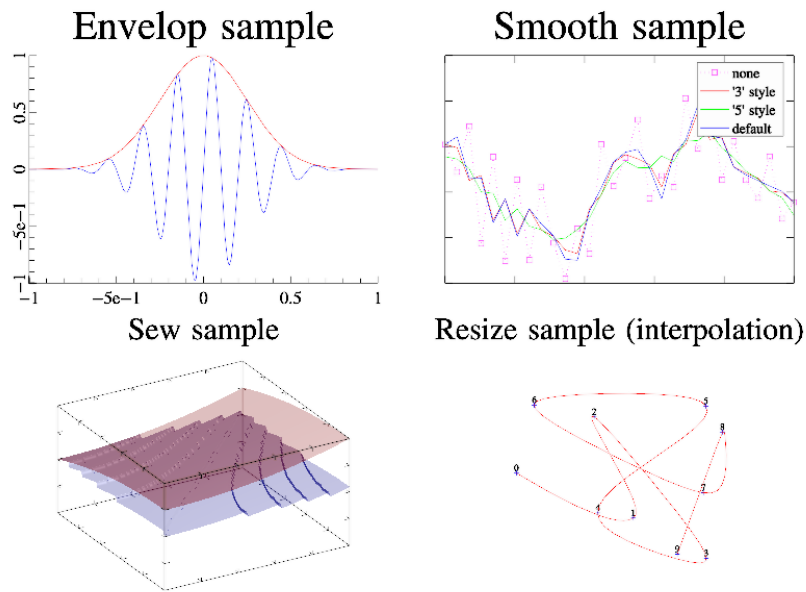 Envelop sample
1
0.5
0
−5e−1
−1
−1
−5e−1
0
0.5
1
Smooth sample
none
'3' style
'5' style
default
Sew sample
Resize sample (interpolation)
6
5
2
8
0
7
4
1
9
3